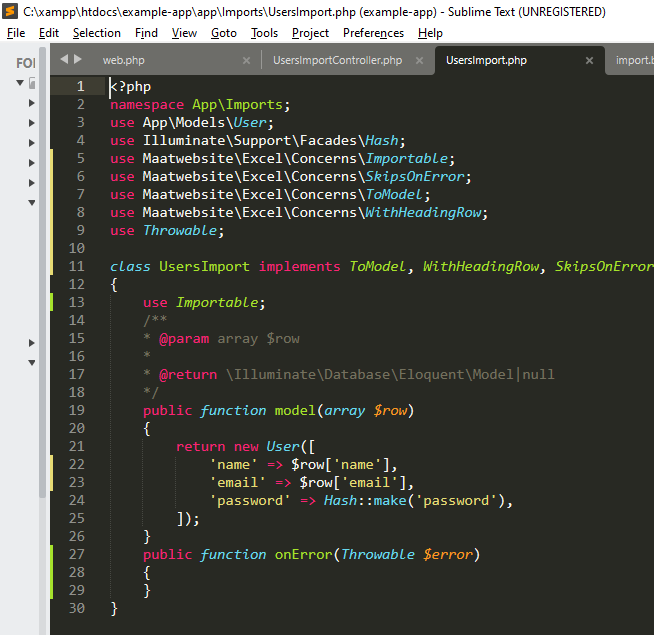 C:\xampp\htdocs\example-app\app\Imports\UsersImport.php (example-app) - Sublime Text (UNREGISTERED)
File Edit Selection Find View Goto Tools Project Preferences Help
FOI
web.php × UsersImportController.php × UsersImport.php × import.b
1 <?php
2 namespace App\Imports;
3 use App\Models\User;
4 use Illuminate\Support\Facades\Hash;
5 use Maatwebsite\Excel\Concerns\Importable;
6 use Maatwebsite\Excel\Concerns\SkipsOnError;
7 use Maatwebsite\Excel\Concerns\ToModel;
8 use Maatwebsite\Excel\Concerns\WithHeadingRow;
9 use Throwable;
10
11 class UsersImport implements ToModel, WithHeadingRow, SkipsOnError
12 {
13     use Importable;
14     /**
15     * @param array $row
16     *
17     * @return \Illuminate\Database\Eloquent\Model|null
18     */
19     public function model(array $row)
20     {
21         return new User([
22             'name' => $row['name'],
23             'email' => $row['email'],
24             'password' => Hash::make('password'),
25         ]);
26     }
27     public function onError(Throwable $error)
28     {
29     }
30 }